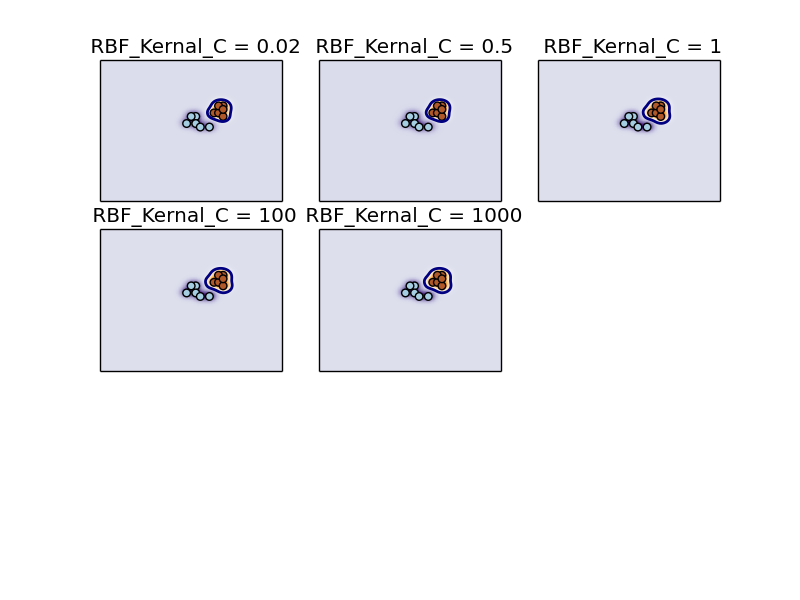 RBF_Kernal_C = 0.02
RBF_Kernal_C = 0.5
RBF_Kernal_C = 1
RBF_Kernal_C = 100
RBF_Kernal_C = 1000